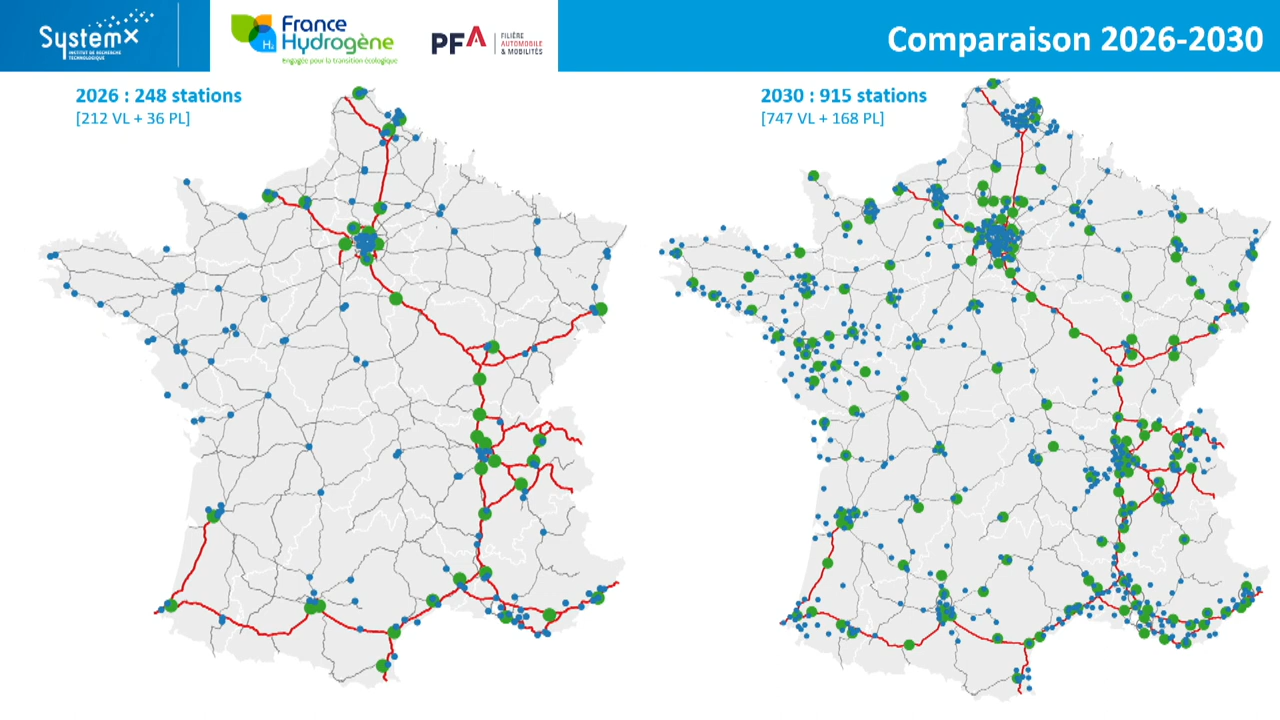 SystemX
INSTITUT DE RECHERCHE
TECHNOLOGIQUE
France
Hydrogène
H₂
engagée pour la transition écologique
PFA
FILIÈRE
AUTOMOBILE
& MOBILITÉS
Comparaison 2026-2030
2026 : 248 stations
[212 VL + 36 PL]
2030 : 915 stations
[747 VL + 168 PL]